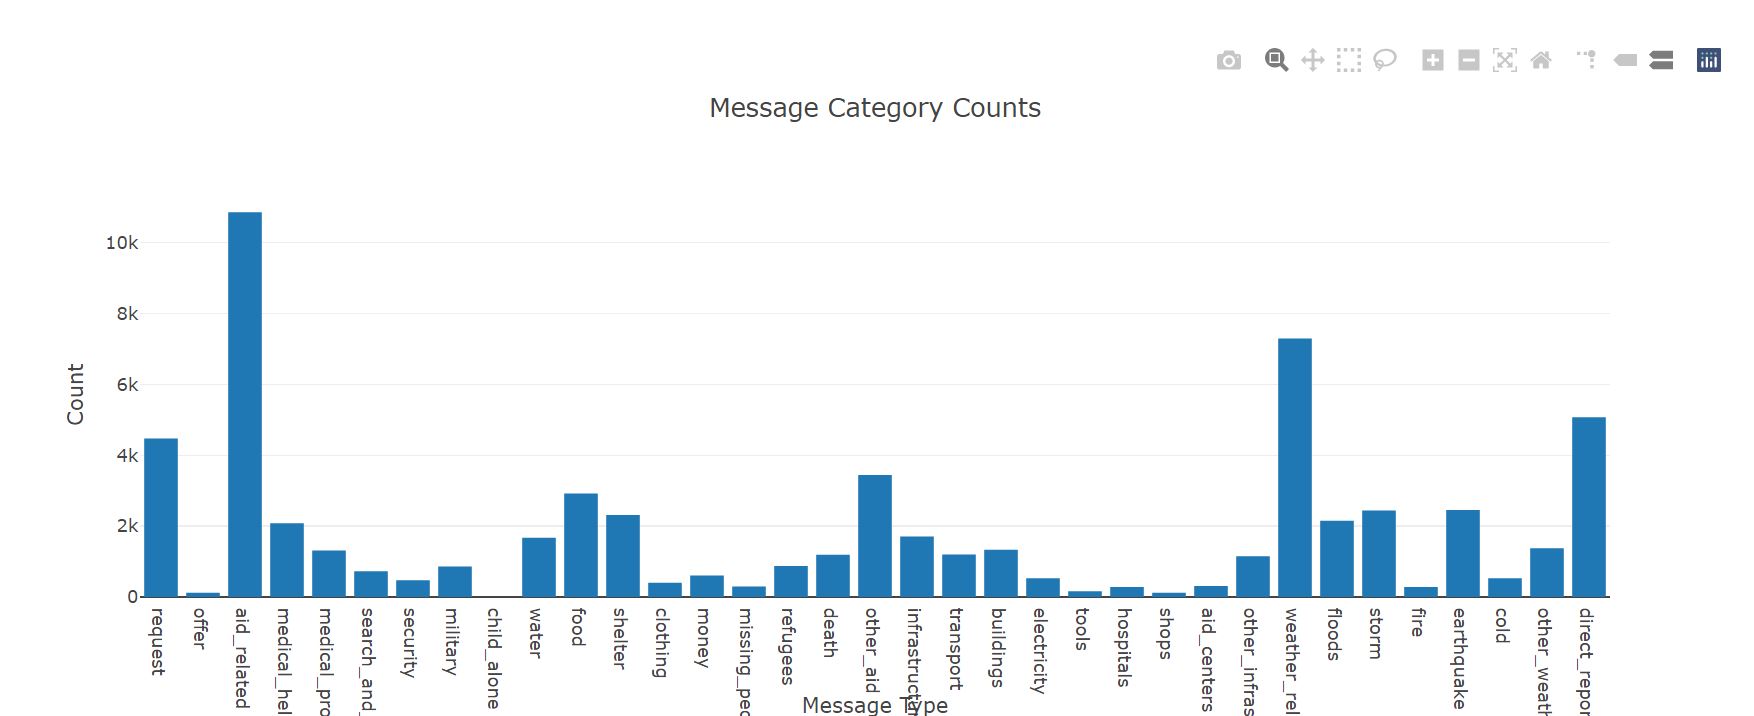 Message Category Counts
10k
8k
6k
4k
2k
0
Count
request
offer
aid_related
medical_hel
medical_pro
search_and_
security
military
child_alone
water
food
shelter
clothing
money
missing_peo
refugees
death
other_aid
infrastructur
transport
buildings
electricity
tools
hospitals
shops
aid_centers
other_infras
weather_rel
floods
storm
fire
earthquake
cold
other_weath
direct_repor
Message Type